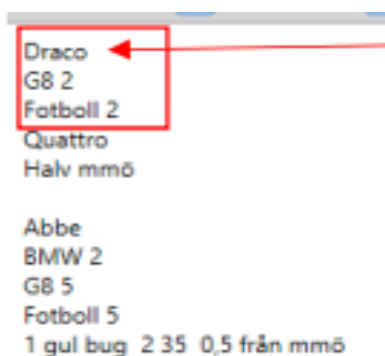 Draco
G8 2
Fotboll 2
Quattro
Halv mmö

Abbe
BMW 2
G8 5
Fotboll 5
1 gul bug  2 35  0,5 från mmö